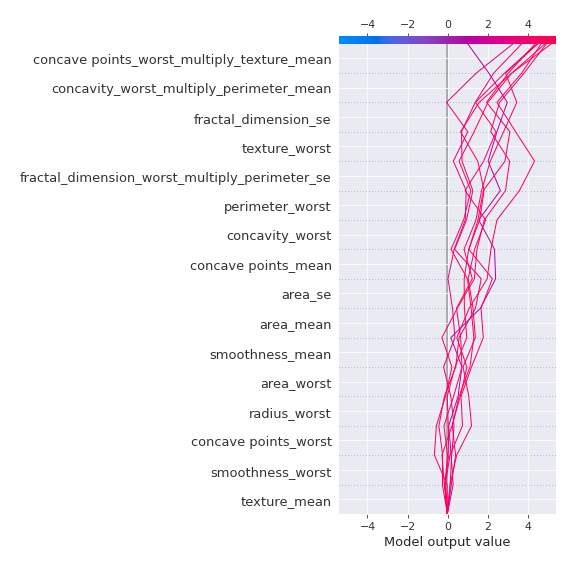 −4 −2 0 2 4
concave points_worst_multiply_texture_mean
concavity_worst_multiply_perimeter_mean
fractal_dimension_se
texture_worst
fractal_dimension_worst_multiply_perimeter_se
perimeter_worst
concavity_worst
concave points_mean
area_se
area_mean
smoothness_mean
area_worst
radius_worst
concave points_worst
smoothness_worst
texture_mean
−4 −2 0 2 4
Model output value